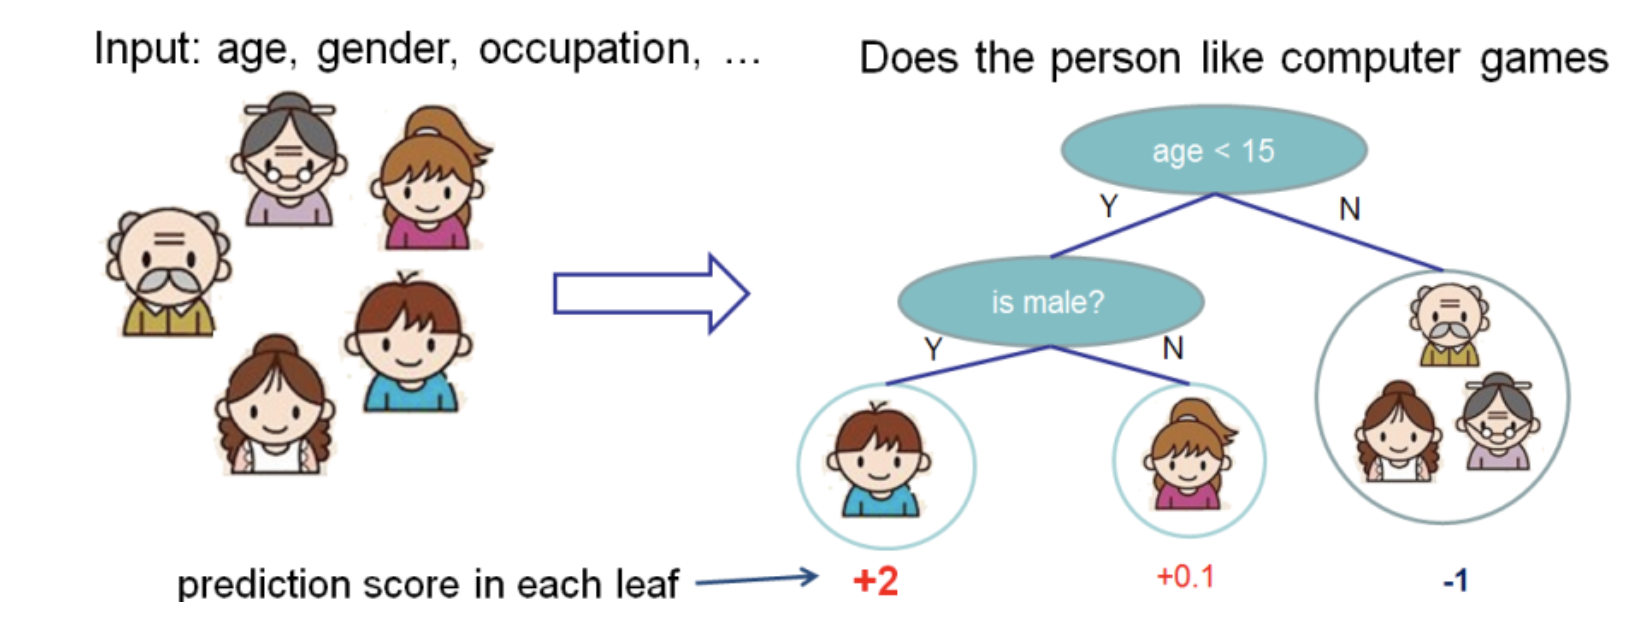 Input: age, gender, occupation, ...
Does the person like computer games
age < 15
Y
N
is male?
Y
N
prediction score in each leaf
+2
+0.1
-1